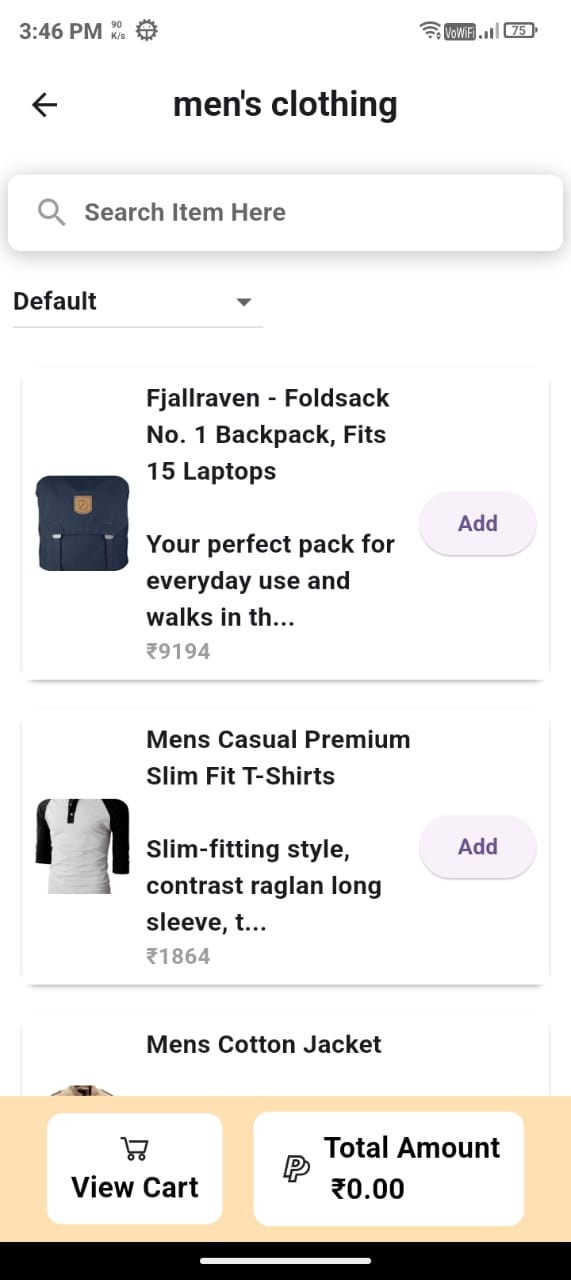 3:46 PM 90 K/s VoWiFi 75
men's clothing
Search Item Here
Default
Fjallraven - Foldsack
No. 1 Backpack, Fits
15 Laptops
Your perfect pack for
everyday use and
walks in th...
₹9194
Add
Mens Casual Premium
Slim Fit T-Shirts
Slim-fitting style,
contrast raglan long
sleeve, t...
₹1864
Add
Mens Cotton Jacket
View Cart
Total Amount
₹0.00